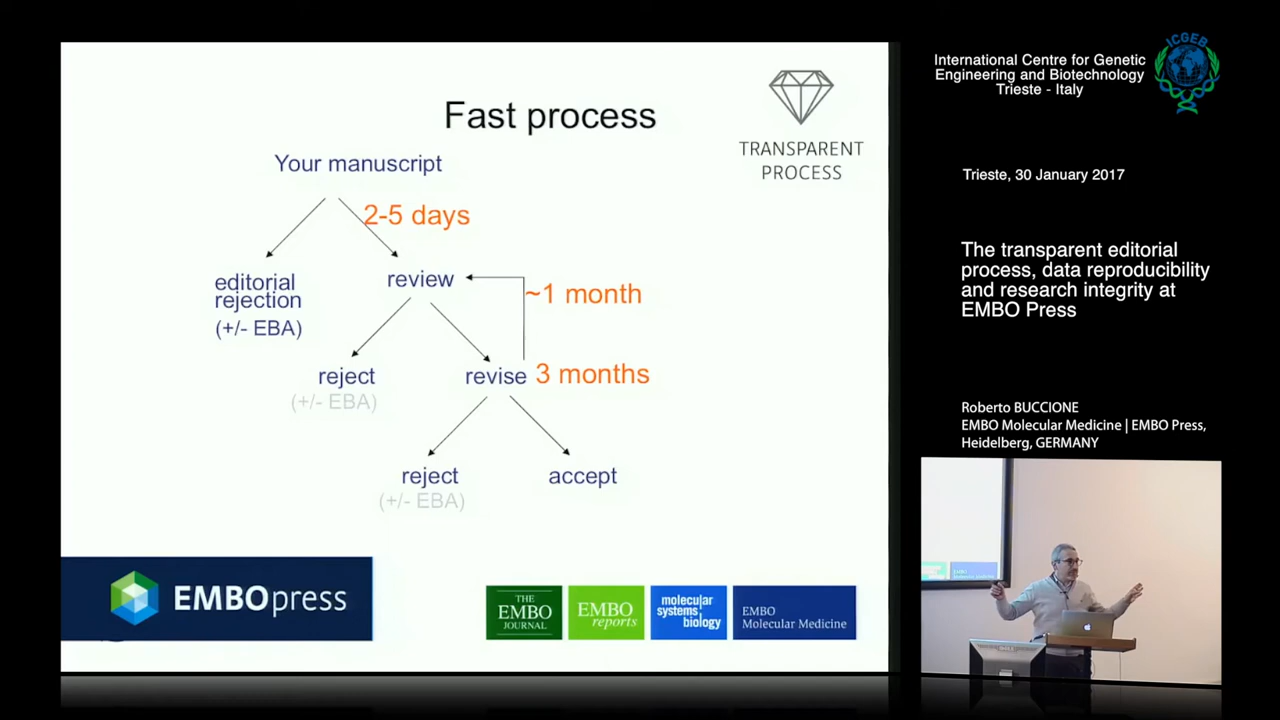 Fast process
TRANSPARENT
PROCESS
Your manuscript
2-5 days
editorial
rejection
(+/- EBA)
review
~1 month
reject
(+/- EBA)
revise
3 months
reject
(+/- EBA)
accept
EMBOpress
THE
EMBO
JOURNAL
EMBO
reports
molecular
systems
biology
EMBO
Molecular Medicine
ICGEB
International Centre for Genetic
Engineering and Biotechnology
Trieste - Italy
Trieste, 30 January 2017
The transparent editorial
process, data reproducibility
and research integrity at
EMBO Press
Roberto BUCCIONE
EMBO Molecular Medicine | EMBO Press,
Heidelberg, GERMANY